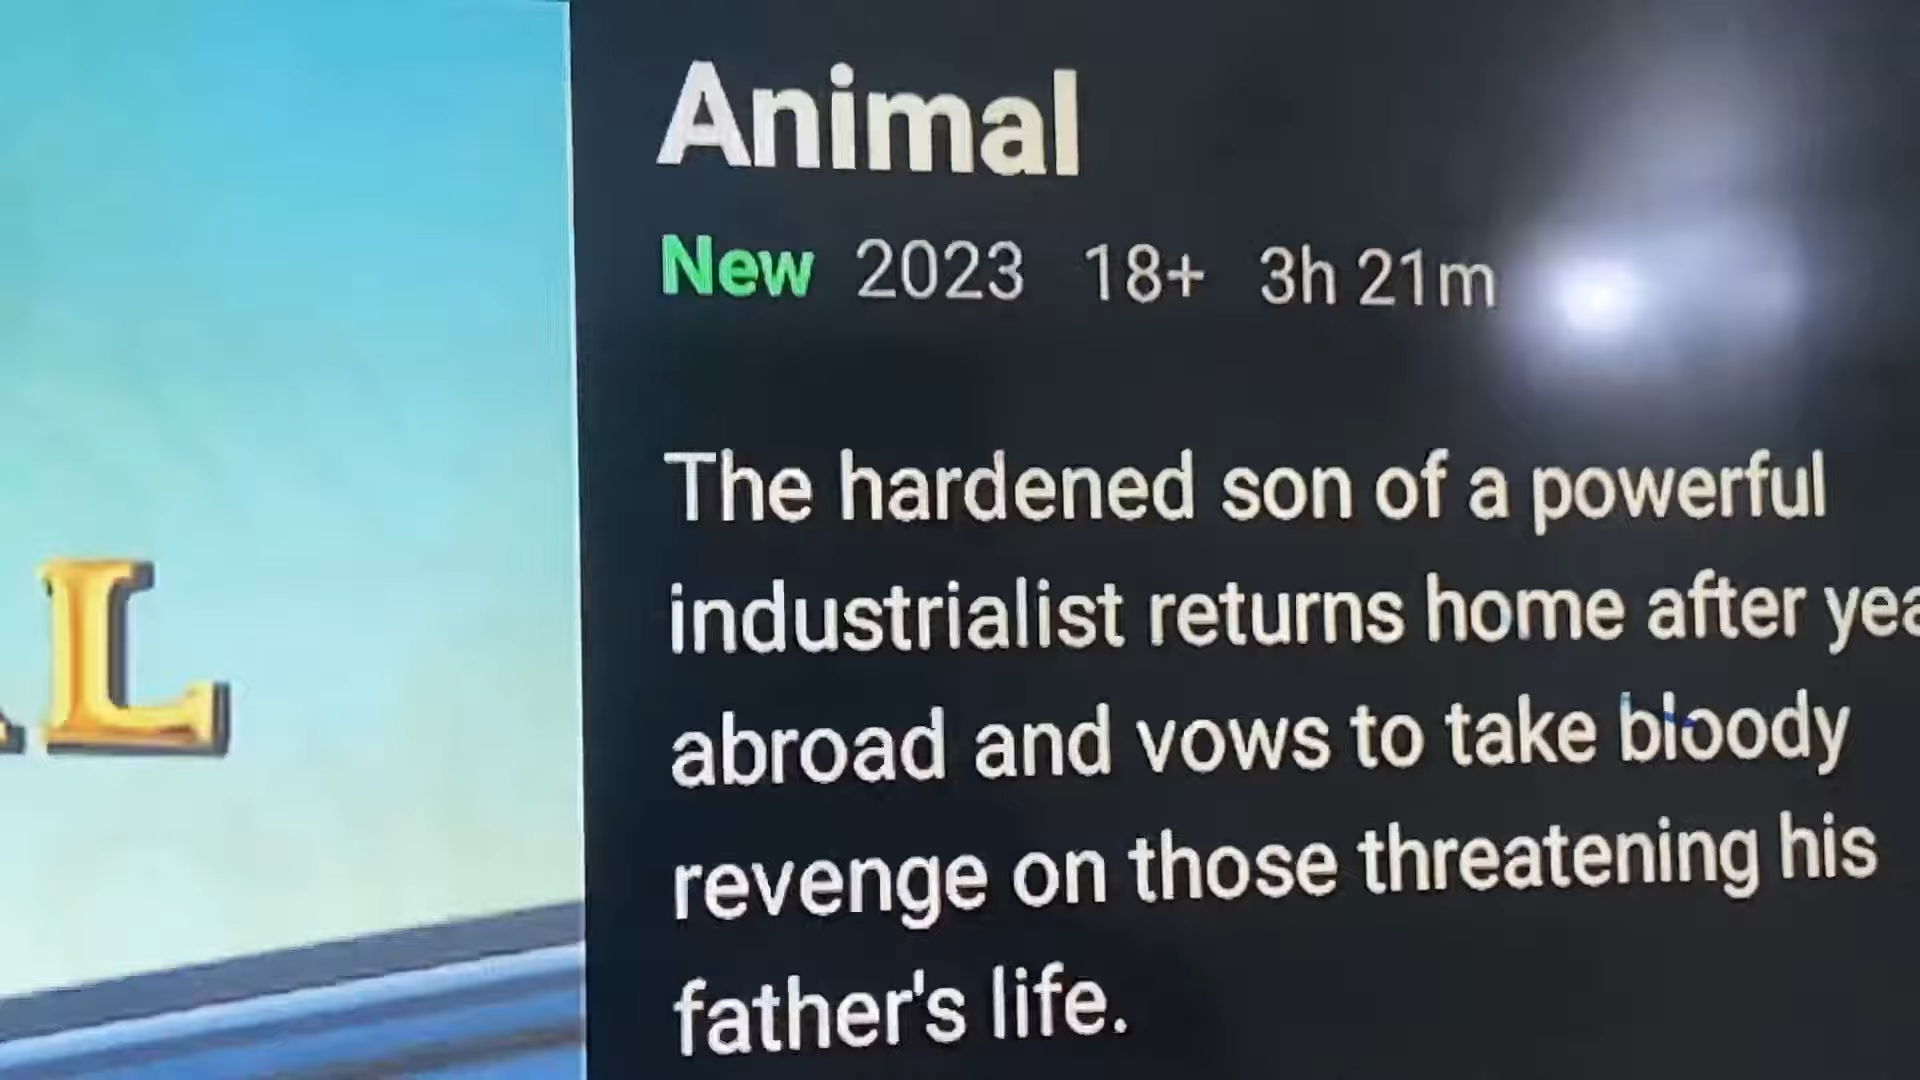 Animal
New 2023 18+ 3h 21m
The hardened son of a powerful
industrialist returns home after yea
abroad and vows to take bloody
revenge on those threatening his
father's life.
L